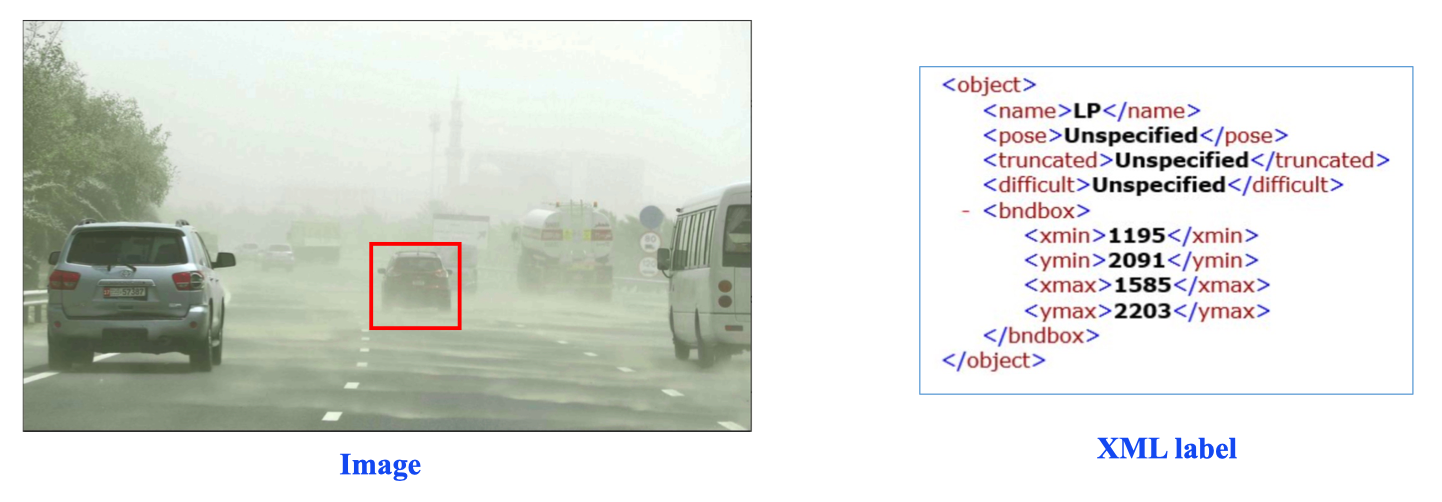 <object>
<name>LP</name>
<pose>Unspecified</pose>
<truncated>Unspecified</truncated>
<difficult>Unspecified</difficult>
- <bndbox>
<xmin>1195</xmin>
<ymin>2091</ymin>
<xmax>1585</xmax>
<ymax>2203</ymax>
</bndbox>
</object>
Image
XML label